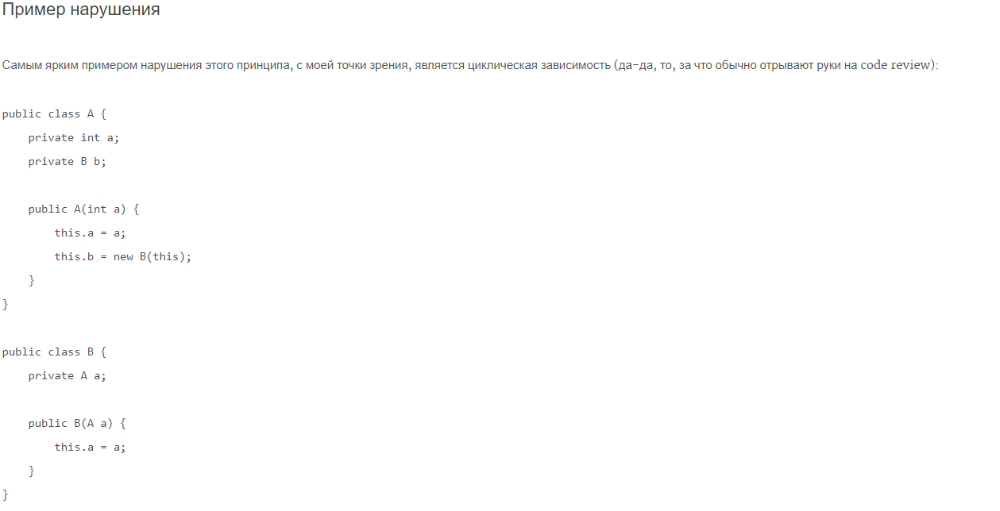 Пример нарушения
Самым ярким примером нарушения этого принципа, с моей точки зрения, является циклическая зависимость (да-да, то, за что обычно отрывают руки на code review):
public class A {
    private int a;
    private B b;
    public A(int a) {
        this.a = a;
        this.b = new B(this);
    }
}
public class B {
    private A a;
    public B(A a) {
        this.a = a;
    }
}